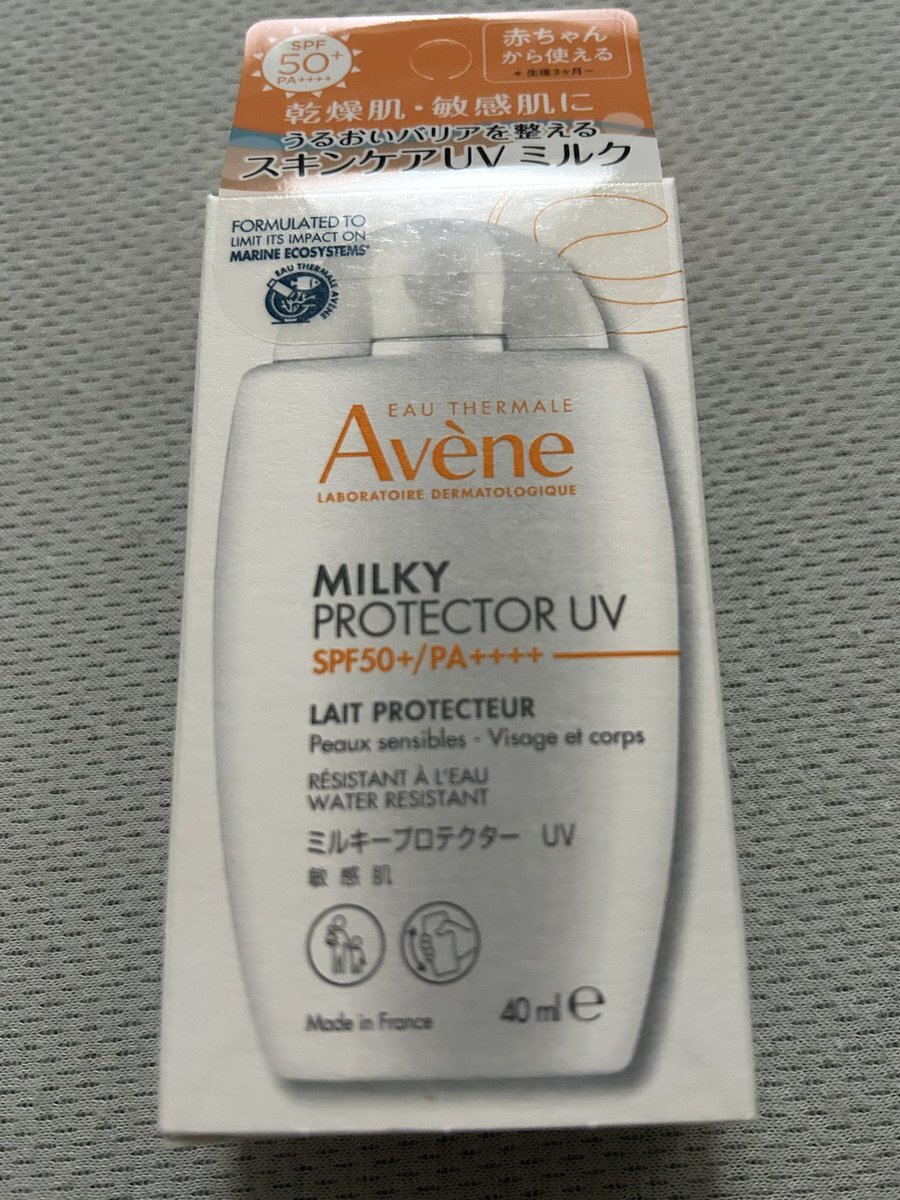 SPF
50+
PA++++
赤ちゃん
から使える
＊生後3ヶ月〜
乾燥肌・敏感肌に
うるおいバリアを整える
スキンケアUV ミルク
FORMULATED TO
LIMIT ITS IMPACT ON
MARINE ECOSYSTEMS*
EAU THERMALE AVÈNE
EAU THERMALE
Avène
LABORATOIRE DERMATOLOGIQUE
MILKY
PROTECTOR UV
SPF50+/PA++++
LAIT PROTECTEUR
Peaux sensibles - Visage et corps
RÉSISTANT À L'EAU
WATER RESISTANT
ミルキープロテクター UV
敏感肌
Made in France
40 ml e